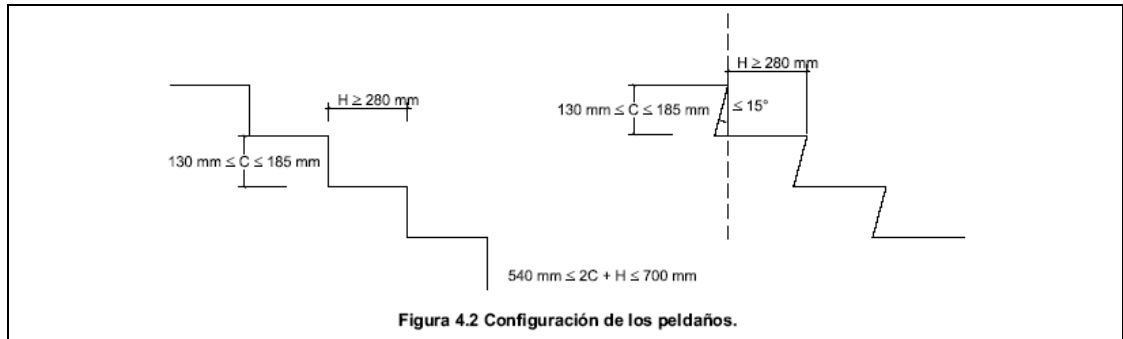 H ≥ 280 mm
130 mm ≤ C ≤ 185 mm
H ≥ 280 mm
130 mm ≤ C ≤ 185 mm
≤ 15°
540 mm ≤ 2C + H ≤ 700 mm
Figura 4.2 Configuración de los peldaños.